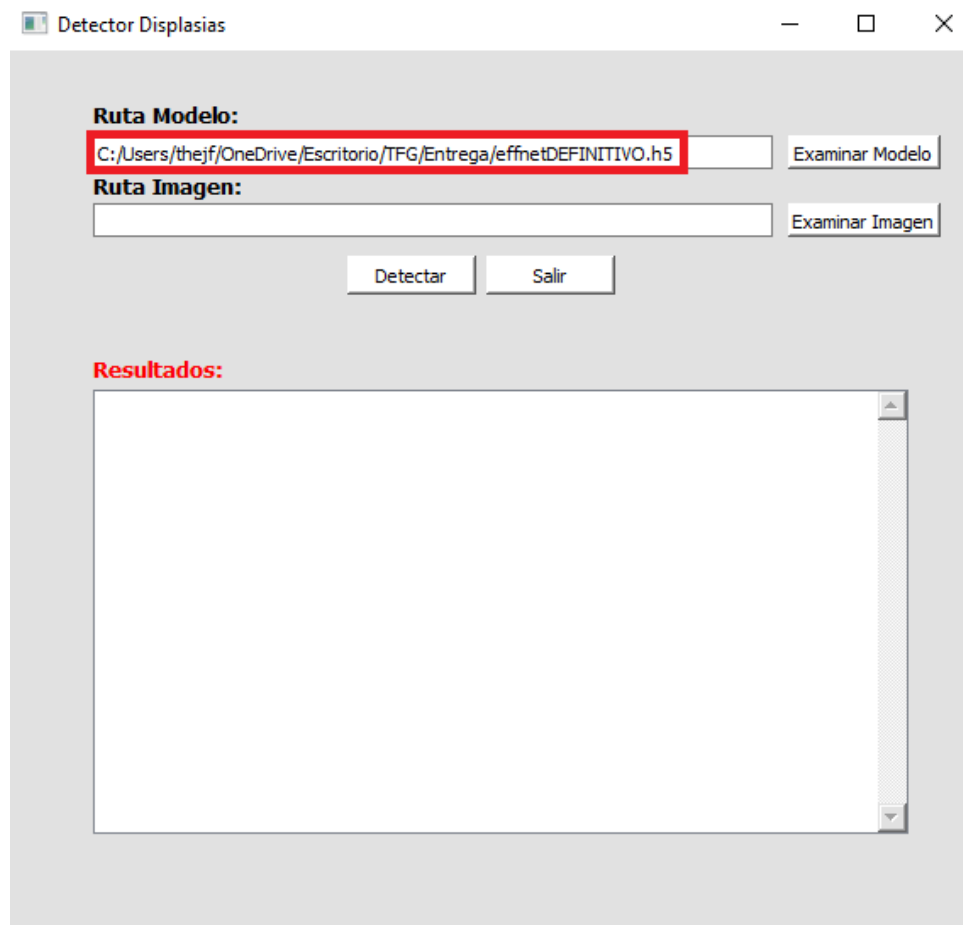 Detector Displasias
Ruta Modelo:
C:/Users/thejf/OneDrive/Escritorio/TFG/Entrega/effnetDEFINITIVO.h5
Examinar Modelo
Ruta Imagen:
Examinar Imagen
Detectar
Salir
Resultados: